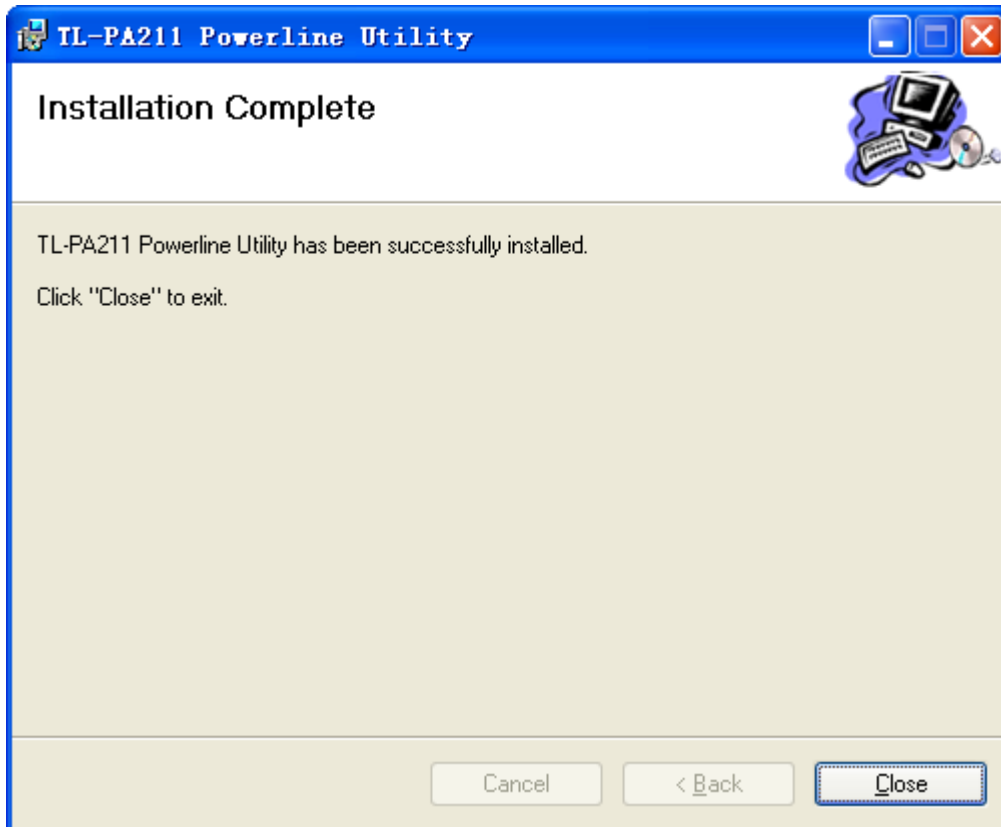 TL-PA211 Powerline Utility
Installation Complete
TL-PA211 Powerline Utility has been successfully installed.
Click "Close" to exit.
Cancel
< Back
Close